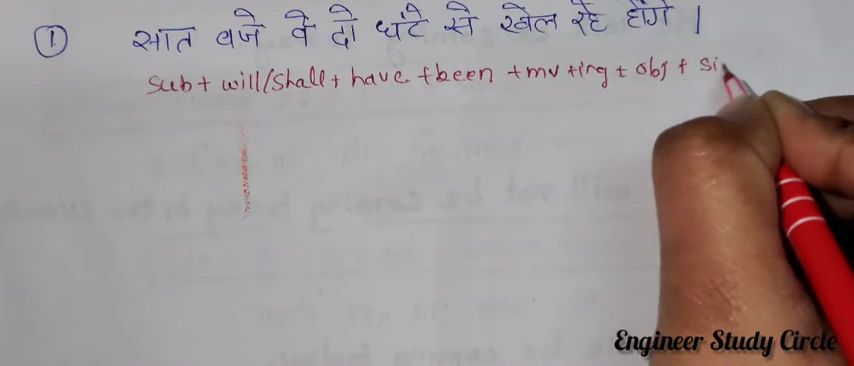 ① सात बजे वे दो घंटे से खेल रहे होंगे।
Sub + will/Shall + have + been + mv + ing + obj + Si
Engineer Study Circle